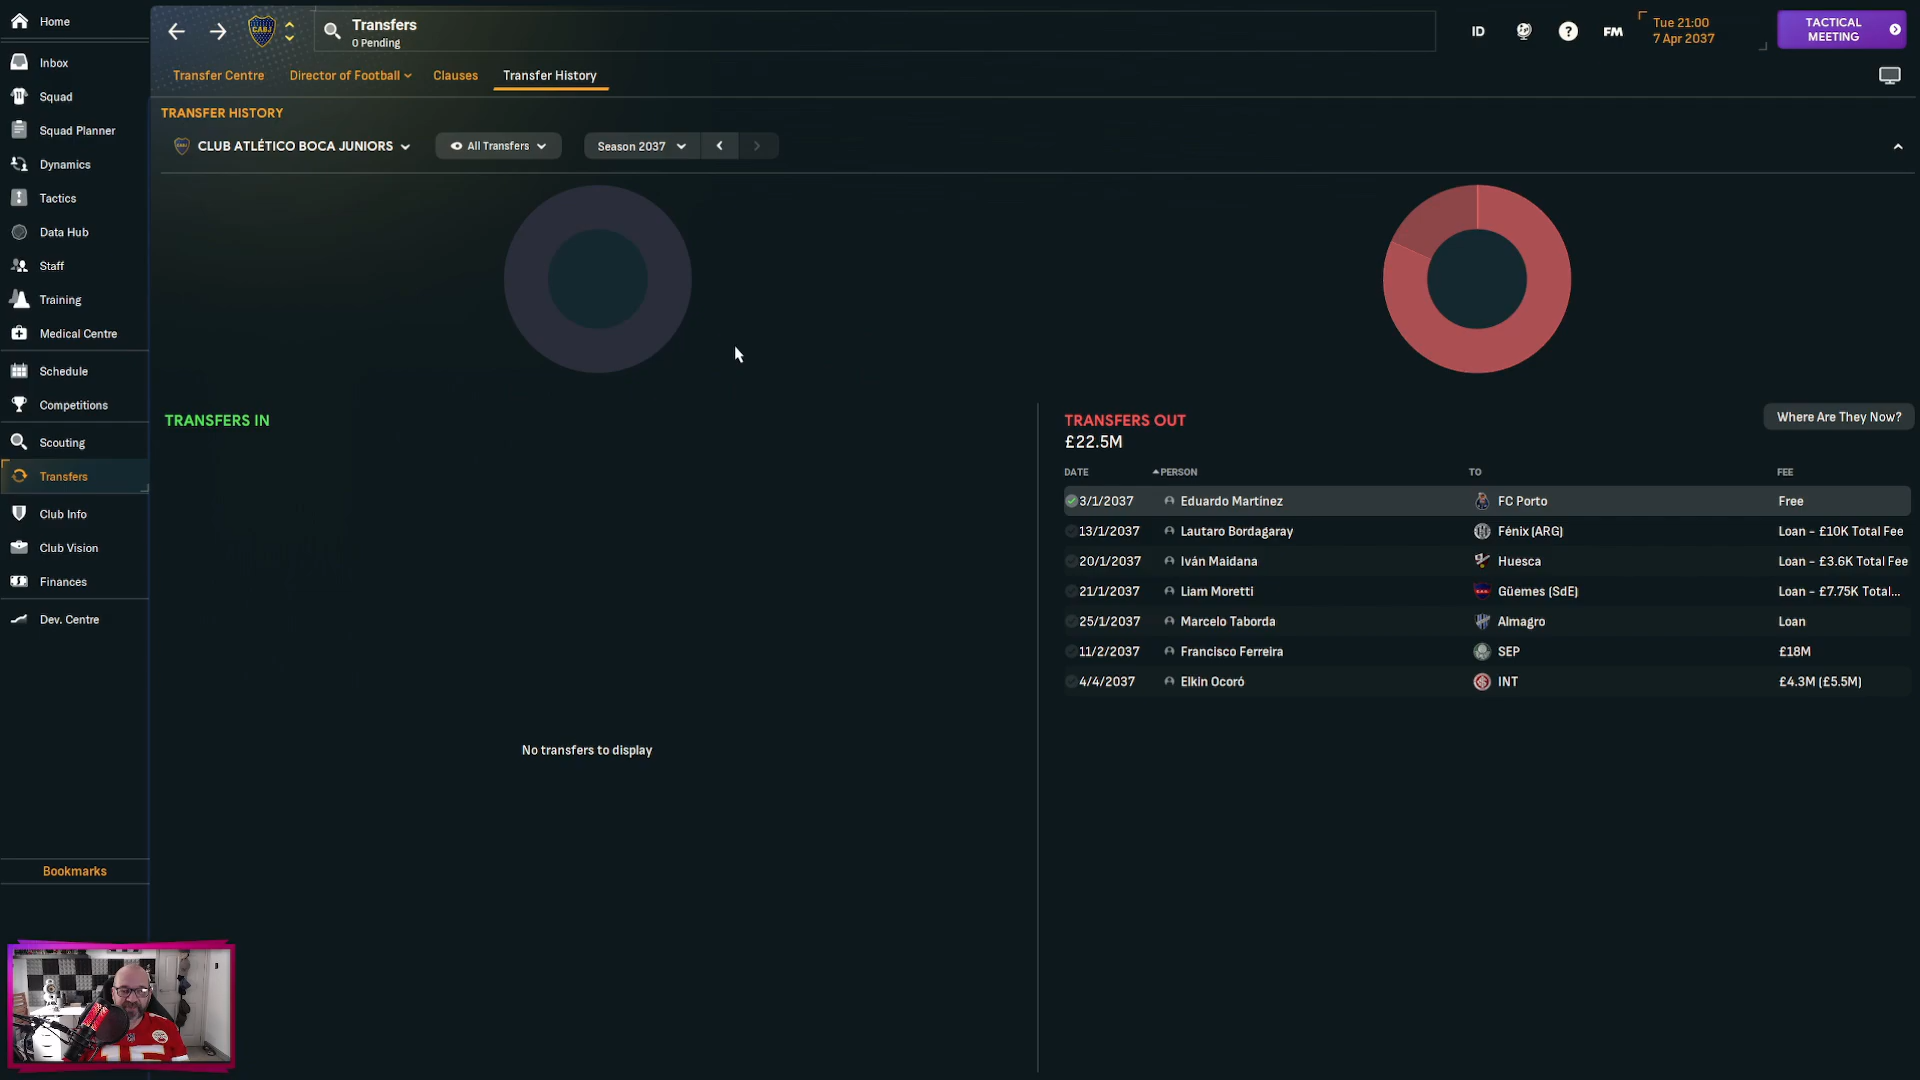 Home
Inbox
Squad
Squad Planner
Dynamics
Tactics
Data Hub
Staff
Training
Medical Centre
Schedule
Competitions
Scouting
Transfers
Club Info
Club Vision
Finances
Dev. Centre
Bookmarks
Transfers
0 Pending
ID
?
FM
Tue 21:00
7 Apr 2037
TACTICAL
MEETING
Transfer Centre
Director of Football
Clauses
Transfer History
TRANSFER HISTORY
CLUB ATLÉTICO BOCA JUNIORS
All Transfers
Season 2037
TRANSFERS IN
No transfers to display
TRANSFERS OUT
£22.5M
Where Are They Now?
DATE PERSON TO FEE
3/1/2037 Eduardo Martínez FC Porto Free
13/1/2037 Lautaro Bordagaray Fénix (ARG) Loan - £10K Total Fee
20/1/2037 Iván Maidana Huesca Loan - £3.6K Total Fee
21/1/2037 Liam Moretti Güemes (SdE) Loan - £7.75K Total...
25/1/2037 Marcelo Taborda Almagro Loan
11/2/2037 Francisco Ferreira SEP £18M
4/4/2037 Elkin Ocoró INT £4.3M (£5.5M)